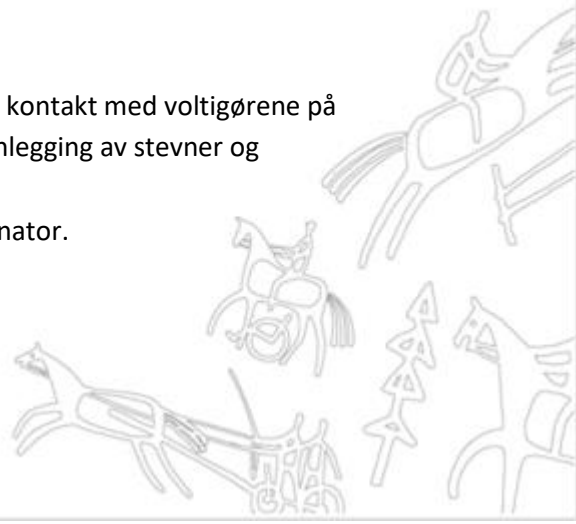 kontakt med voltigørene på
nlegging av stevner og
nator.